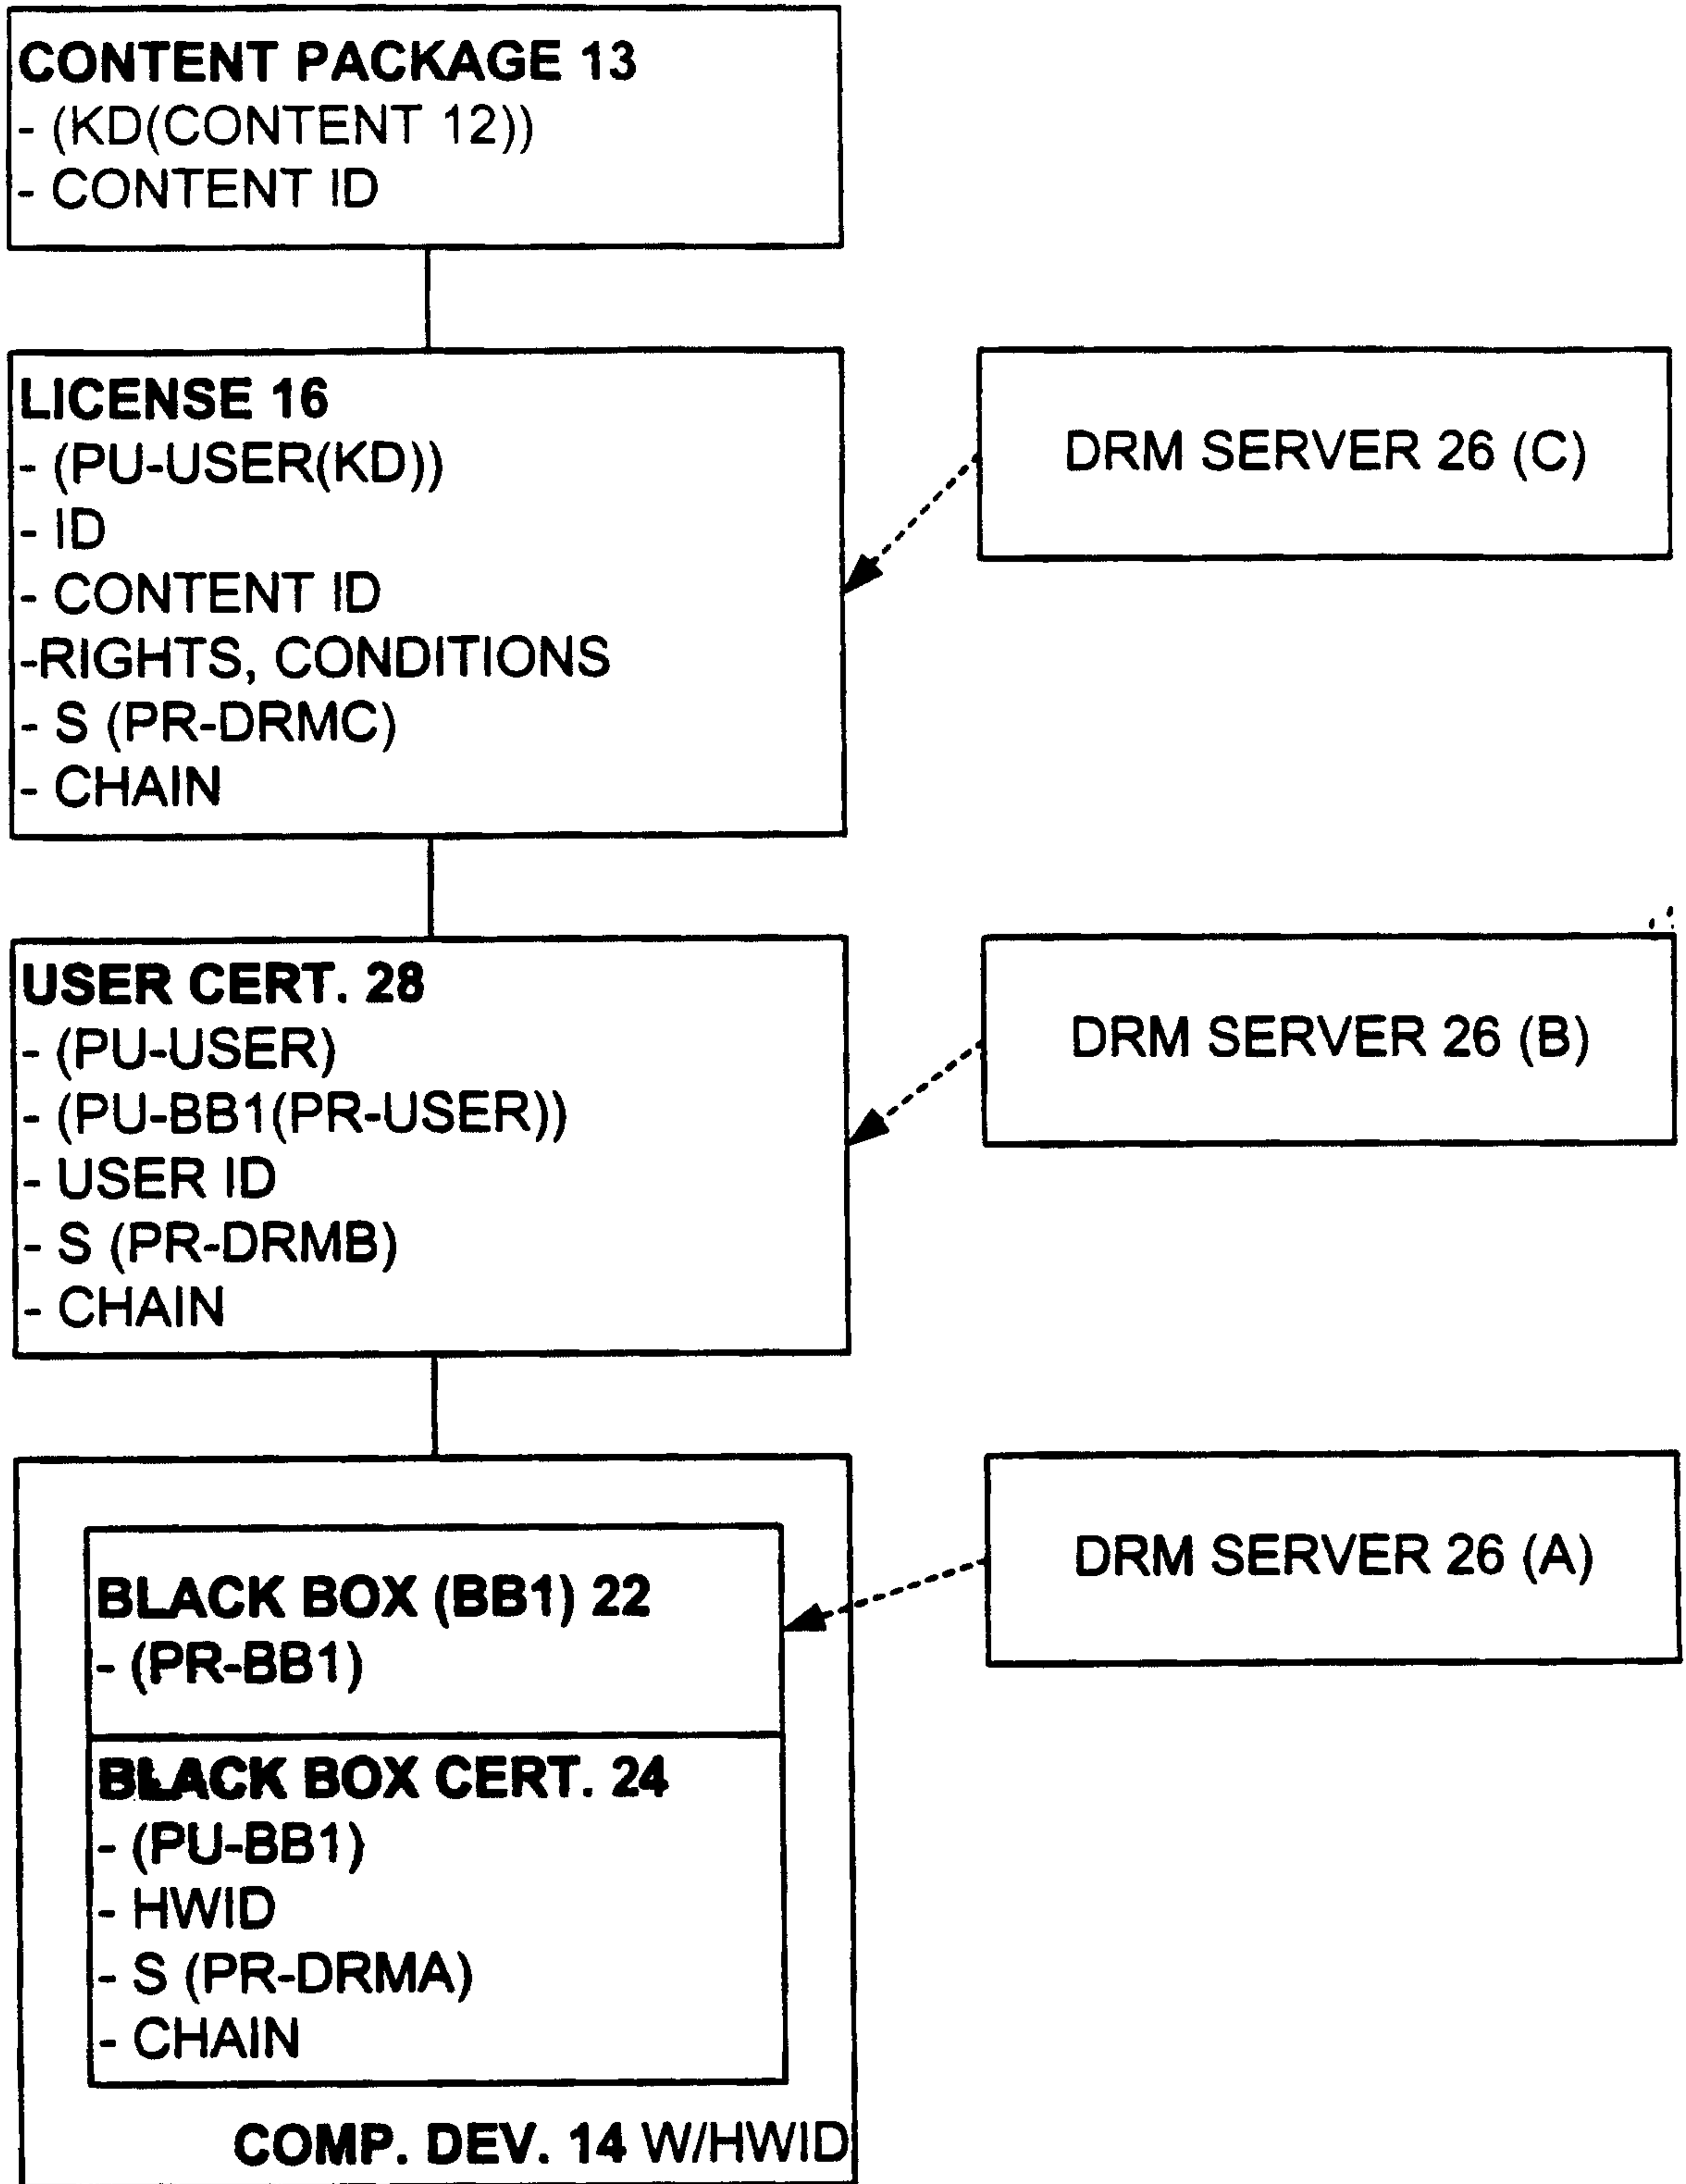 CONTENT PACKAGE 13
- (KD(CONTENT 12))
- CONTENT ID
LICENSE 16
- (PU-USER(KD))
- ID
- CONTENT ID
-RIGHTS, CONDITIONS
- S (PR-DRMC)
- CHAIN
DRM SERVER 26 (C)
USER CERT. 28
- (PU-USER)
- (PU-BB1(PR-USER))
- USER ID
- S (PR-DRMB)
- CHAIN
DRM SERVER 26 (B)
BLACK BOX (BB1) 22
- (PR-BB1)
DRM SERVER 26 (A)
BLACK BOX CERT. 24
- (PU-BB1)
- HWID
- S (PR-DRMA)
- CHAIN
COMP. DEV. 14 W/HWID